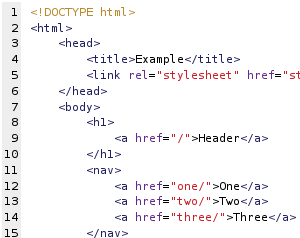 1 <!DOCTYPE html>
2 <html>
3     <head>
4         <title>Example</title>
5         <link rel="stylesheet" href="st
6     </head>
7     <body>
8         <h1>
9             <a href="/">Header</a>
10         </h1>
11         <nav>
12             <a href="one/">One</a>
13             <a href="two/">Two</a>
14             <a href="three/">Three</a>
15         </nav>